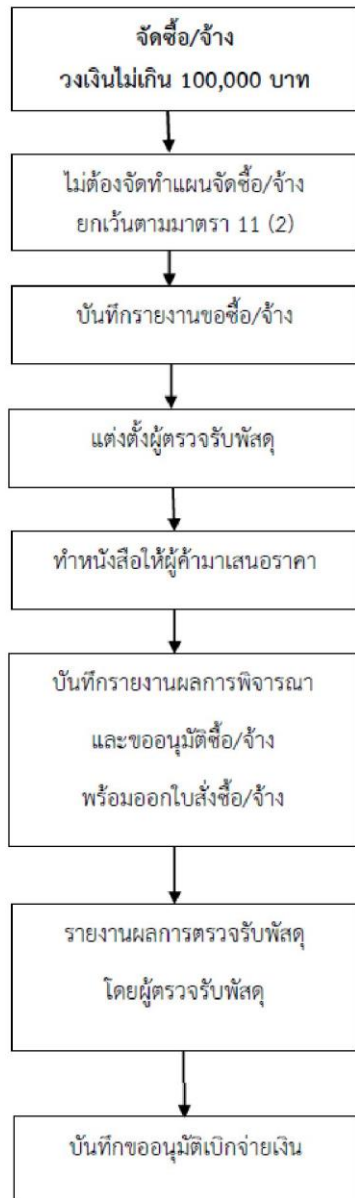 จัดซื้อ/จ้าง
วงเงินไม่เกิน 100,000 บาท
ไม่ต้องจัดทำแผนจัดซื้อ/จ้าง
ยกเว้นตามมาตรา 11 (2)
บันทึกรายงานขอซื้อ/จ้าง
แต่งตั้งผู้ตรวจรับพัสดุ
ทำหนังสือให้ผู้ค้ามาเสนอราคา
บันทึกรายงานผลการพิจารณา
และขออนุมัติซื้อ/จ้าง
พร้อมออกใบสั่งซื้อ/จ้าง
รายงานผลการตรวจรับพัสดุ
โดยผู้ตรวจรับพัสดุ
บันทึกขออนุมัติเบิกจ่ายเงิน